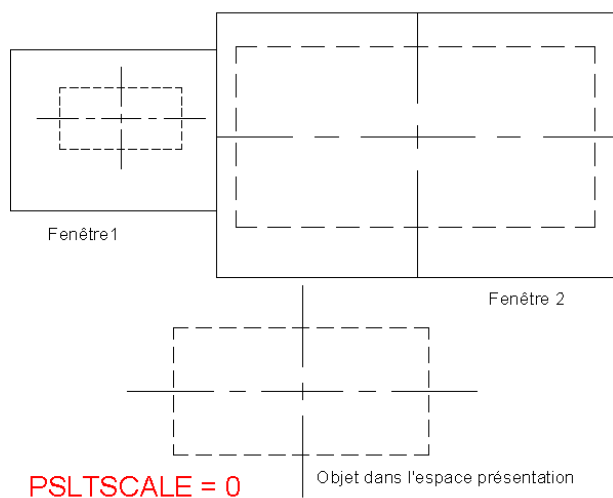 Fenêtre1
Fenêtre 2
Objet dans l'espace présentation
PSLTSCALE = 0